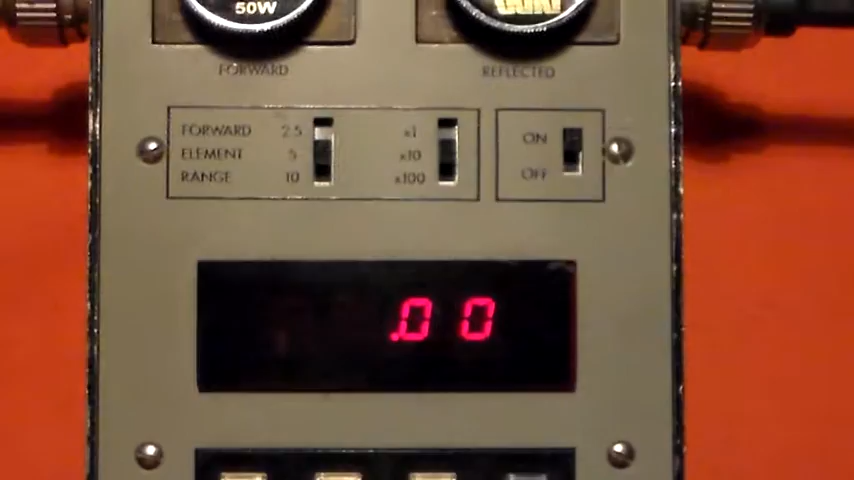 50W
FORWARD
REFLECTED
FORWARD 2.5 x1
ELEMENT 5 x10
RANGE 10 x100
ON
OFF
.00